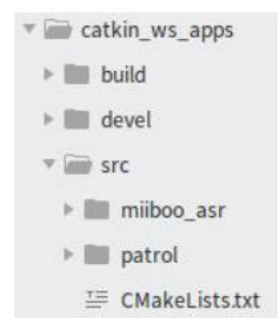 catkin_ws_apps
build
devel
src
miiboo_asr
patrol
CMakeLists.txt